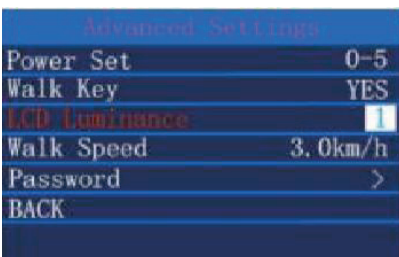 Advanced Settings
Power Set 0-5
Walk Key YES
LCD Luminance 1
Walk Speed 3.0km/h
Password >
BACK